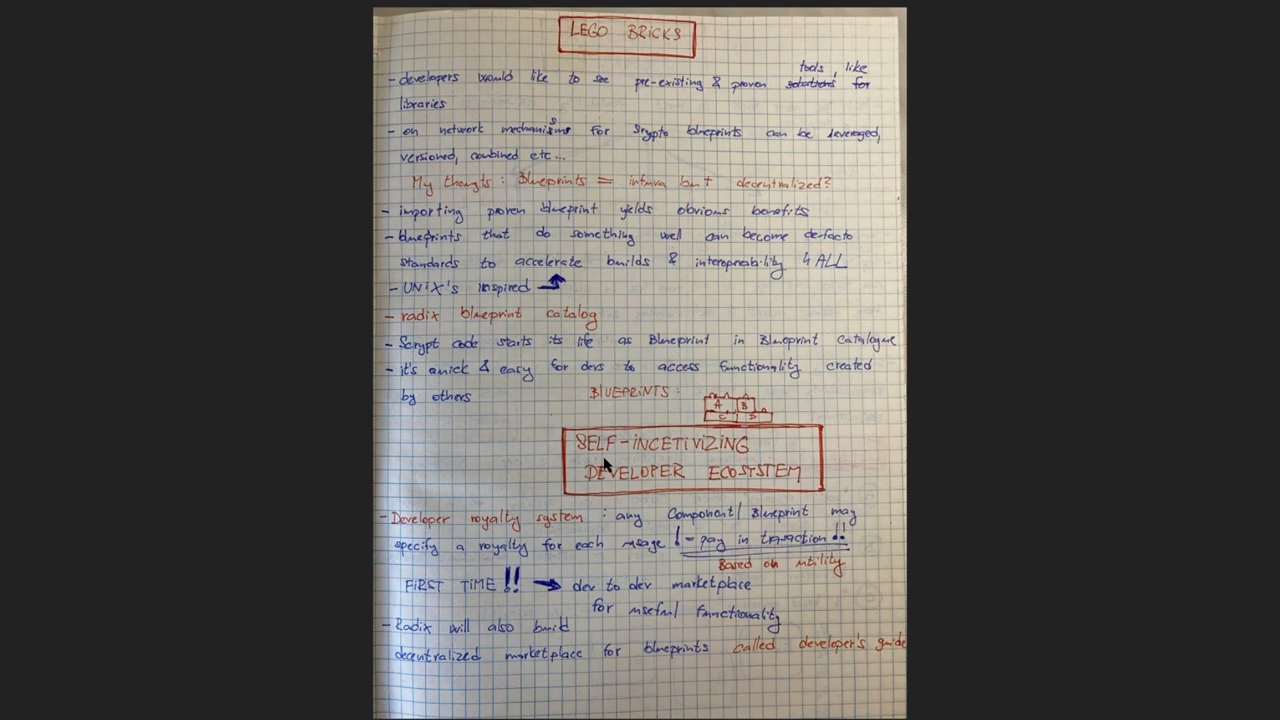 LEGO BRICKS
tools, like
- developers would like to see pre-existing & proven solutions for
libraries
- on network mechanisms for Scrypto blueprints can be leveraged,
versioned, combined etc...
My thougts: Blueprints = but decentralized?
- importing proven blueprint yields obvious benefits
- blueprints that do something well can become defacto
standards to accelerate builds & interopeability 4 ALL
- UNIX's inspired
- radix blueprint catalog
- Scrypt code starts its life as Blueprint in Blueprint Catalogue
- it's quick & easy for devs to access functionality created
by others
BLUEPRINTS:
A B
C D
SELF-INCETIVIZING
DEVELOPER ECOSYSTEM
- Developer royalty system: any Component/Blueprint may
specify a royalty for each usage ! - pay in transaction!!
Based on utility
FIRST TIME!! → dev to dev marketplace
for useful functionality
- Radix will also build
decentralized marketplace for blueprints called developer's guide